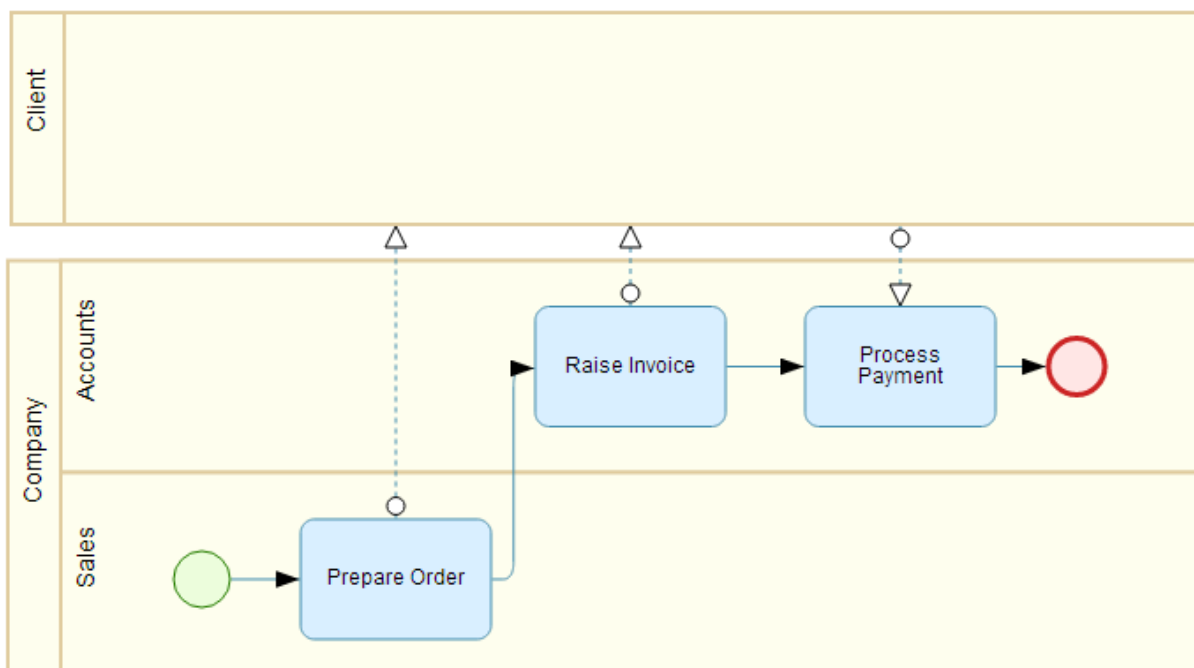 Client
Company
Accounts
Raise Invoice
Process
Payment
Sales
Prepare Order